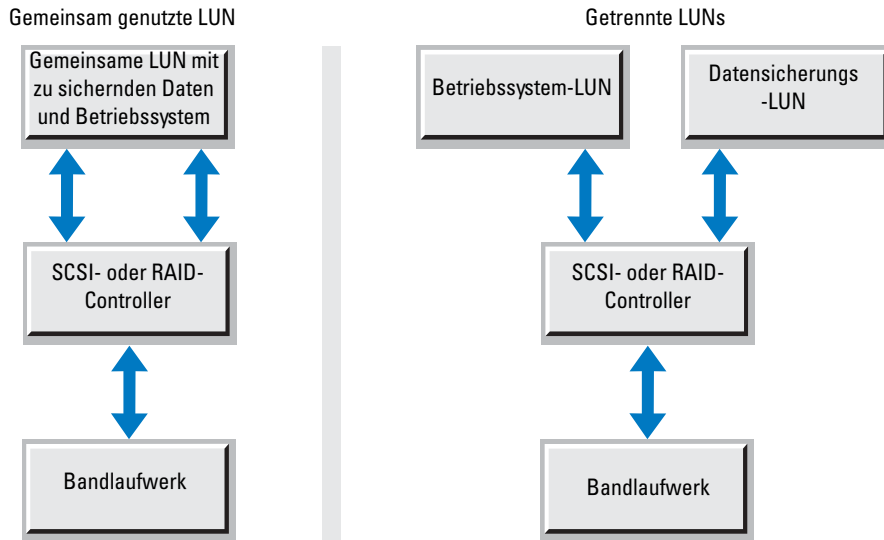 Gemeinsam genutzte LUN
Gemeinsame LUN mit
zu sichernden Daten
und Betriebssystem
SCSI- oder RAID-
Controller
Bandlaufwerk
Getrennte LUNs
Betriebssystem-LUN
Datensicherungs
-LUN
SCSI- oder RAID-
Controller
Bandlaufwerk